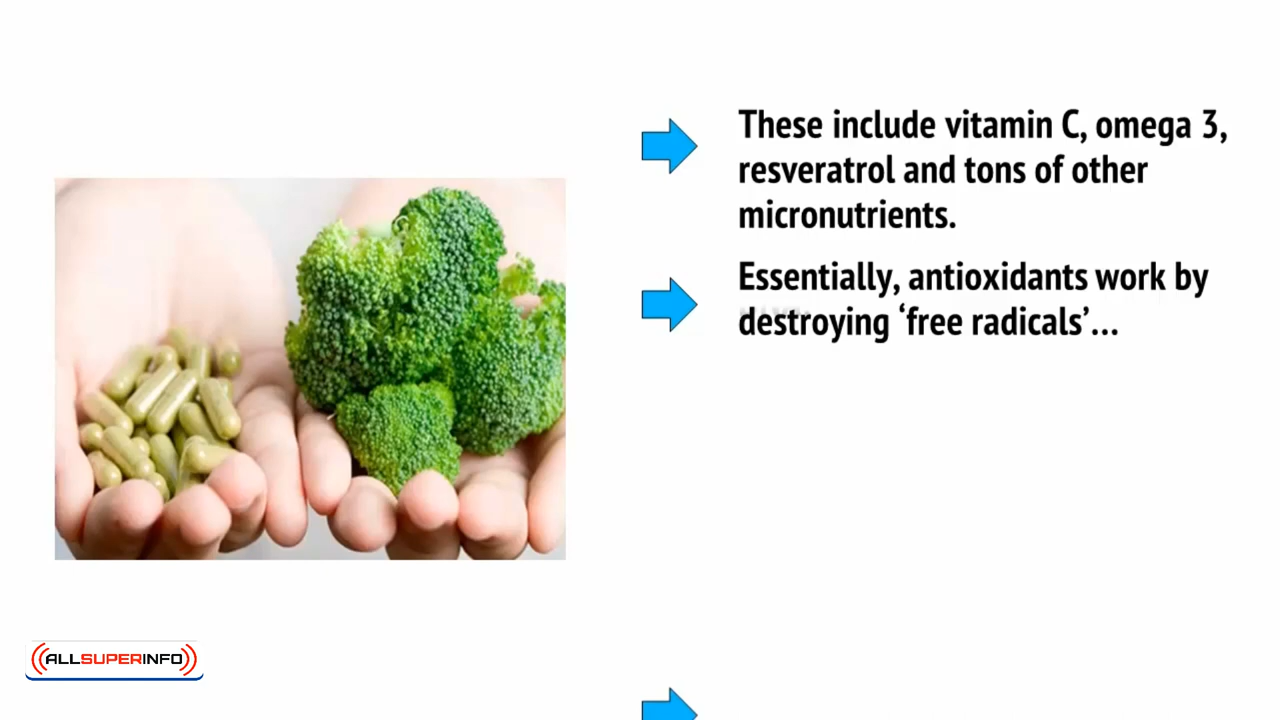 These include vitamin C, omega 3,
resveratrol and tons of other
micronutrients.
Essentially, antioxidants work by
destroying ‘free radicals’...
ALLSUPERINFO